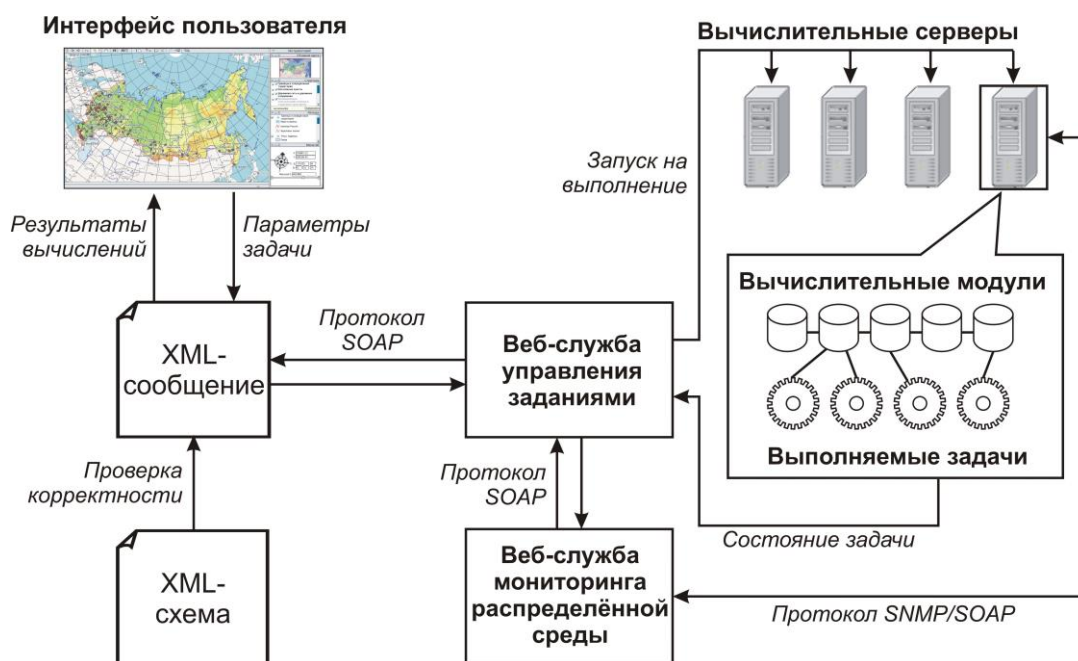 Интерфейс пользователя
Вычислительные серверы
Запуск на
выполнение
Результаты
вычислений
Параметры
задачи
Вычислительные модули
Выполняемые задачи
Протокол
SOAP
XML-
сообщение
Веб-служба
управления
заданиями
Проверка
корректности
Протокол
SOAP
Состояние задачи
XML-
схема
Веб-служба
мониторинга
распределённой
среды
Протокол SNMP/SOAP